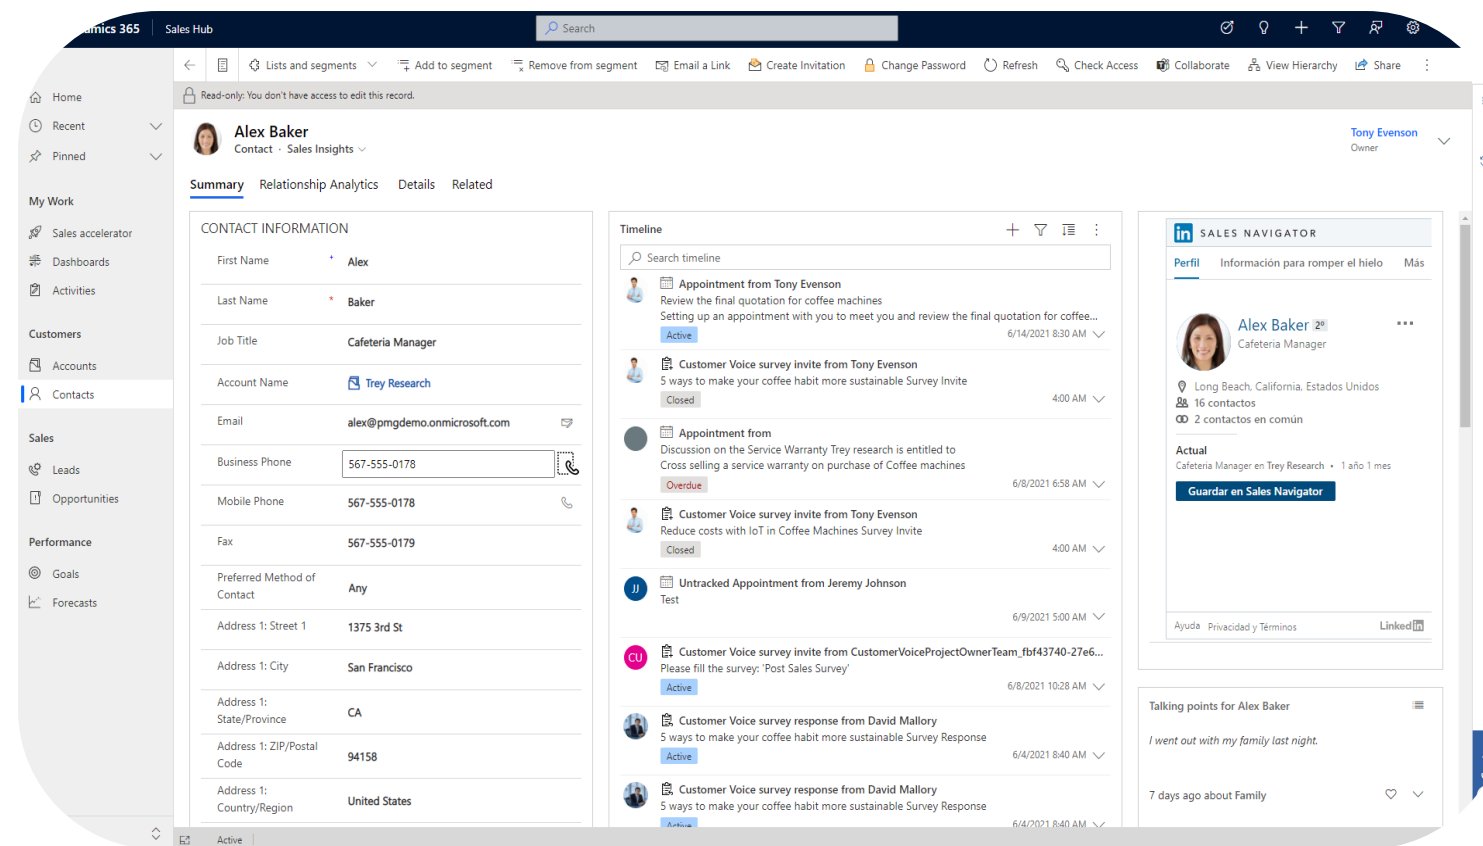 amics 365
Sales Hub
Search
Lists and segments
Add to segment
Remove from segment
Email a Link
Create Invitation
Change Password
Refresh
Check Access
Collaborate
View Hierarchy
Share
Read-only: You don't have access to edit this record.
Home
Recent
Pinned
My Work
Sales accelerator
Dashboards
Activities
Customers
Accounts
Contacts
Sales
Leads
Opportunities
Performance
Goals
Forecasts
Alex Baker
Contact · Sales Insights
Tony Evenson
Owner
Summary
Relationship Analytics
Details
Related
CONTACT INFORMATION
First Name + Alex
Last Name * Baker
Job Title Cafeteria Manager
Account Name Trey Research
Email alex@pmgdemo.onmicrosoft.com
Business Phone 567-555-0178
Mobile Phone 567-555-0178
Fax 567-555-0179
Preferred Method of
Contact Any
Address 1: Street 1 1375 3rd St
Address 1: City San Francisco
Address 1:
State/Province CA
Address 1: ZIP/Postal
Code 94158
Address 1:
Country/Region United States
Timeline
Search timeline
Appointment from Tony Evenson
Review the final quotation for coffee machines
Setting up an appointment with you to meet you and review the final quotation for coffee...
Active 6/14/2021 8:30 AM
Customer Voice survey invite from Tony Evenson
5 ways to make your coffee habit more sustainable Survey Invite
Closed 4:00 AM
Appointment from
Discussion on the Service Warranty Trey research is entitled to
Cross selling a service warranty on purchase of Coffee machines
Overdue 6/8/2021 6:58 AM
Customer Voice survey invite from Tony Evenson
Reduce costs with IoT in Coffee Machines Survey Invite
Closed 4:00 AM
JJ Untracked Appointment from Jeremy Johnson
Test
6/9/2021 5:00 AM
CU Customer Voice survey invite from CustomerVoiceProjectOwnerTeam_fbf43740-27e6...
Please fill the survey: 'Post Sales Survey'
Active 6/8/2021 10:28 AM
Customer Voice survey response from David Mallory
5 ways to make your coffee habit more sustainable Survey Response
Active 6/4/2021 8:40 AM
Customer Voice survey response from David Mallory
5 ways to make your coffee habit more sustainable Survey Response
Active 6/4/2021 8:40 AM
in SALES NAVIGATOR
Perfil
Información para romper el hielo
Más
Alex Baker 2º
Cafeteria Manager
Long Beach, California, Estados Unidos
16 contactos
2 contactos en común
Actual
Cafeteria Manager en Trey Research • 1 año 1 mes
Guardar en Sales Navigator
Ayuda Privacidad y Términos
Linked in
Talking points for Alex Baker
I went out with my family last night.
7 days ago about Family
Active